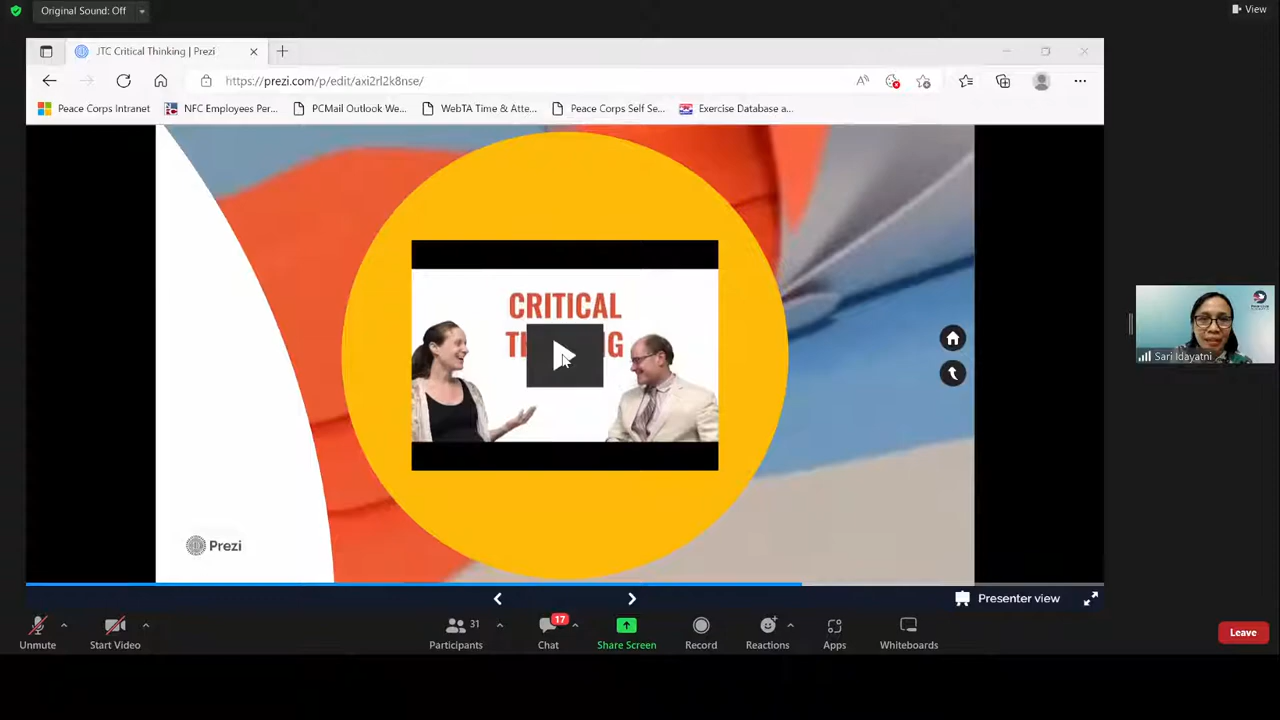 Original Sound: Off
View
JTC Critical Thinking | Prezi
https://prezi.com/p/edit/axi2rl2k8nse/
Peace Corps Intranet
NFC Employees Per...
PCMail Outlook We...
WebTA Time & Atte...
Peace Corps Self Se...
Exercise Database a...
CRITICAL
Sari Idayatni
Prezi
Presenter view
Unmute
Start Video
Participants
31
Chat
17
Share Screen
Record
Reactions
Apps
Whiteboards
Leave